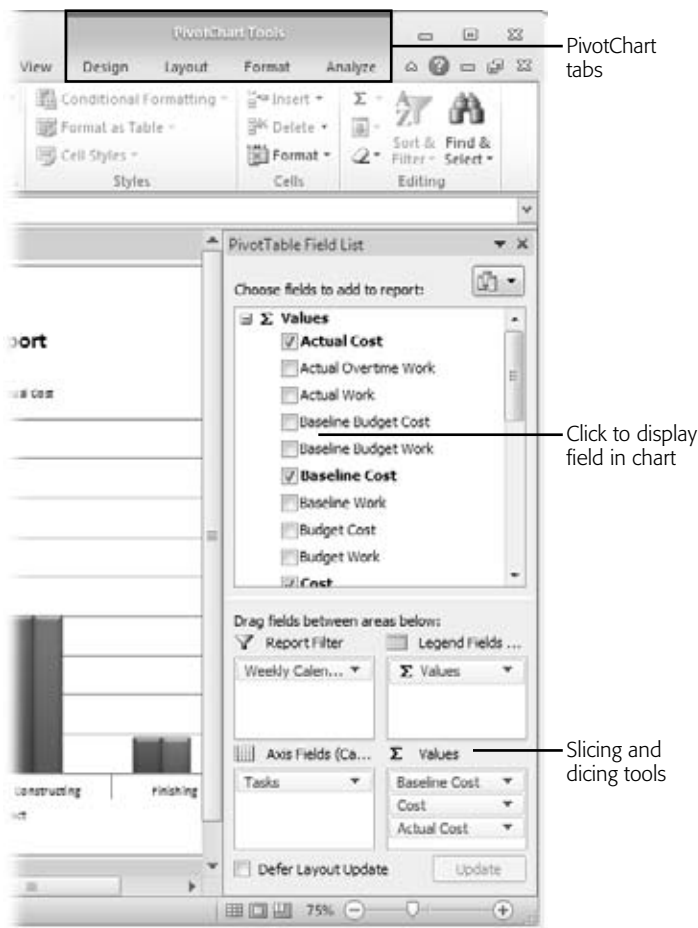 PivotChart Tools
PivotChart
tabs
View Design Layout Format Analyze
Conditional Formatting
Insert
Σ
Format as Table
Delete
Cell Styles
Format
Sort &
Filter
Find &
Select
Styles
Cells
Editing
PivotTable Field List
Choose fields to add to report:
Σ Values
Actual Cost
Actual Overtime Work
Actual Work
Baseline Budget Cost
Baseline Budget Work
Baseline Cost
Baseline Work
Budget Cost
Budget Work
Cost
Click to display
field in chart
port
Cost
Constructing
Finishing
Drag fields between areas below:
Report Filter
Legend Fields ...
Weekly Calen...
Σ Values
Axis Fields (Ca...
Σ Values
Slicing and
dicing tools
Tasks
Baseline Cost
Cost
Actual Cost
Defer Layout Update
Update
75%